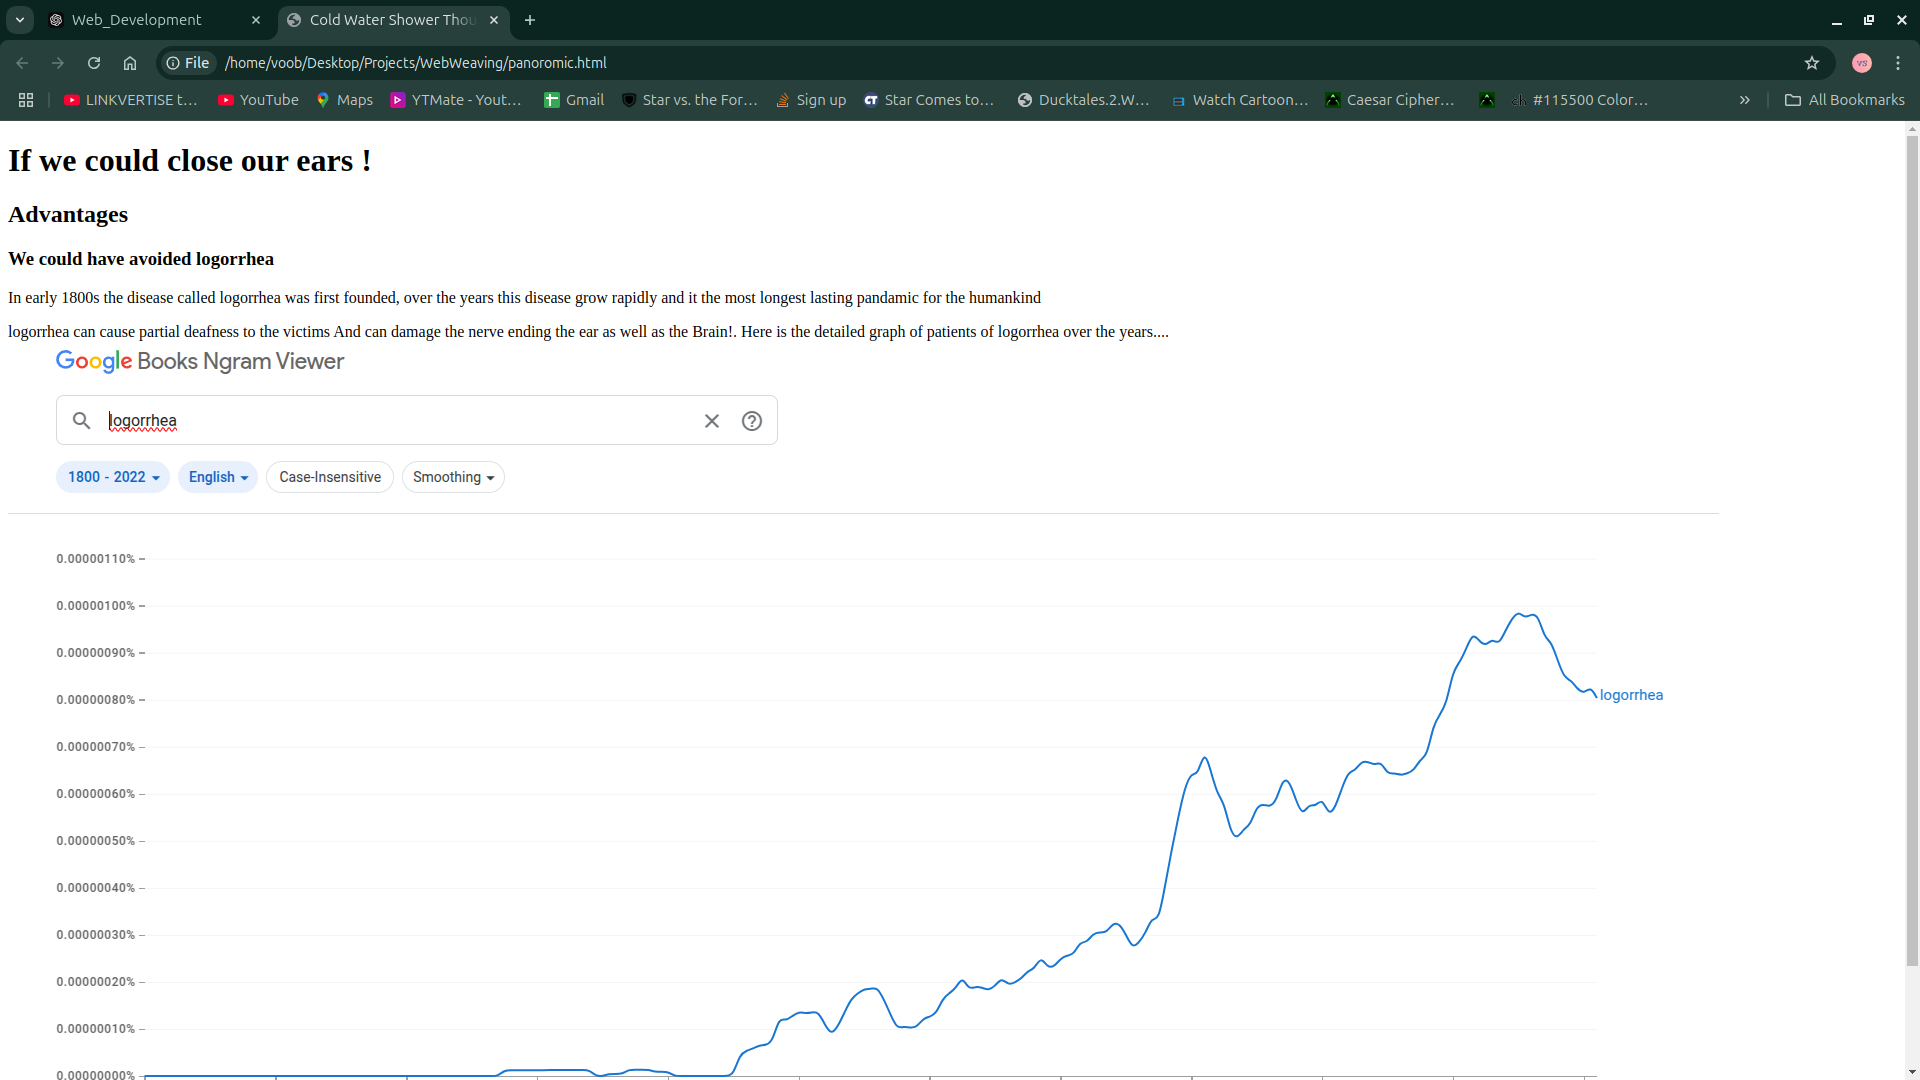 Web_Development
Cold Water Shower Thou
File /home/voob/Desktop/Projects/WebWeaving/panoromic.html
VS
LINKVERTISE t... YouTube Maps YTMate - Yout... Gmail Star vs. the For... Sign up Star Comes to... Ducktales.2.W... Watch Cartoon... Caesar Cipher... #115500 Color... All Bookmarks
If we could close our ears !
Advantages
We could have avoided logorrhea
In early 1800s the disease called logorrhea was first founded, over the years this disease grow rapidly and it the most longest lasting pandamic for the humankind
logorrhea can cause partial deafness to the victims And can damage the nerve ending the ear as well as the Brain!. Here is the detailed graph of patients of logorrhea over the years....
Google Books Ngram Viewer
logorrhea
1800 - 2022 English Case-Insensitive Smoothing
0.00000110%
0.00000100%
0.00000090%
0.00000080%
logorrhea
0.00000070%
0.00000060%
0.00000050%
0.00000040%
0.00000030%
0.00000020%
0.00000010%
0.00000000%